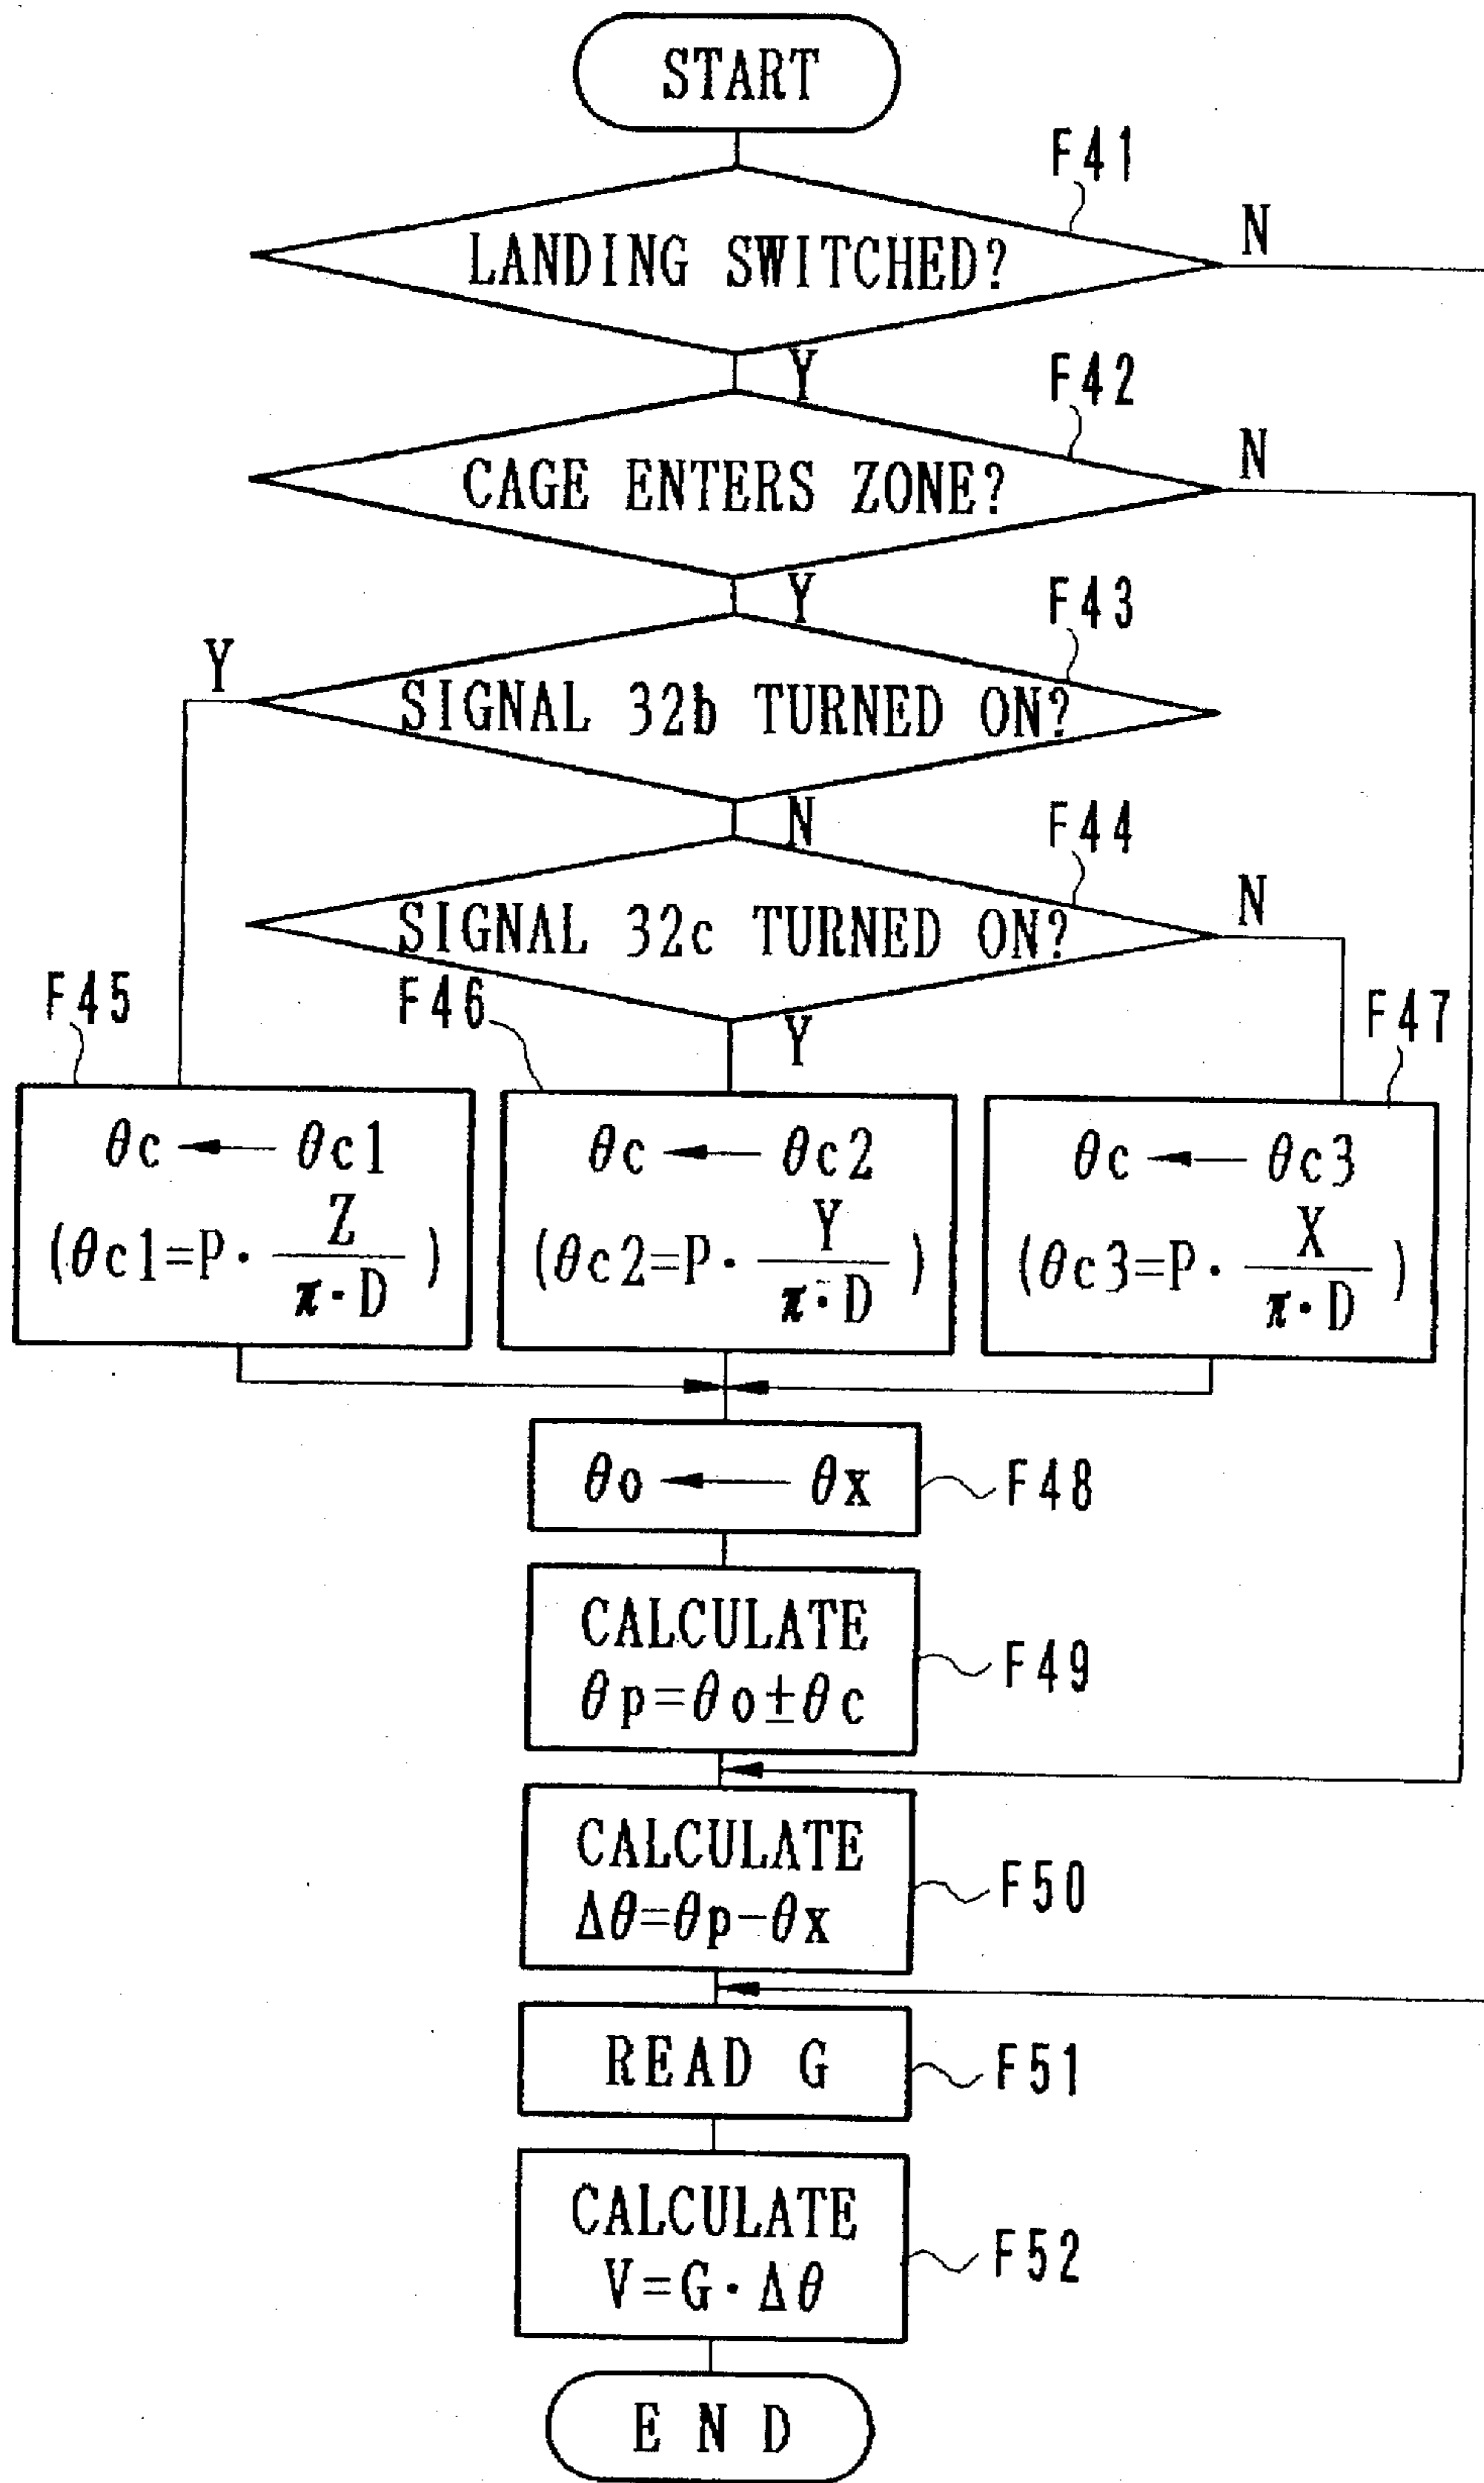 START
F41
LANDING SWITCHED?
N
Y
F42
CAGE ENTERS ZONE?
N
Y
F43
Y
SIGNAL 32b TURNED ON?
N
F44
SIGNAL 32c TURNED ON?
N
Y
F45
F46
F47
θc ← θc1
(θc1=P・Z/π・D)
θc ← θc2
(θc2=P・Y/π・D)
θc ← θc3
(θc3=P・X/π・D)
θo ← θx
F48
CALCULATE
θp=θo±θc
F49
CALCULATE
Δθ=θp-θx
F50
READ G
F51
CALCULATE
V=G・Δθ
F52
END